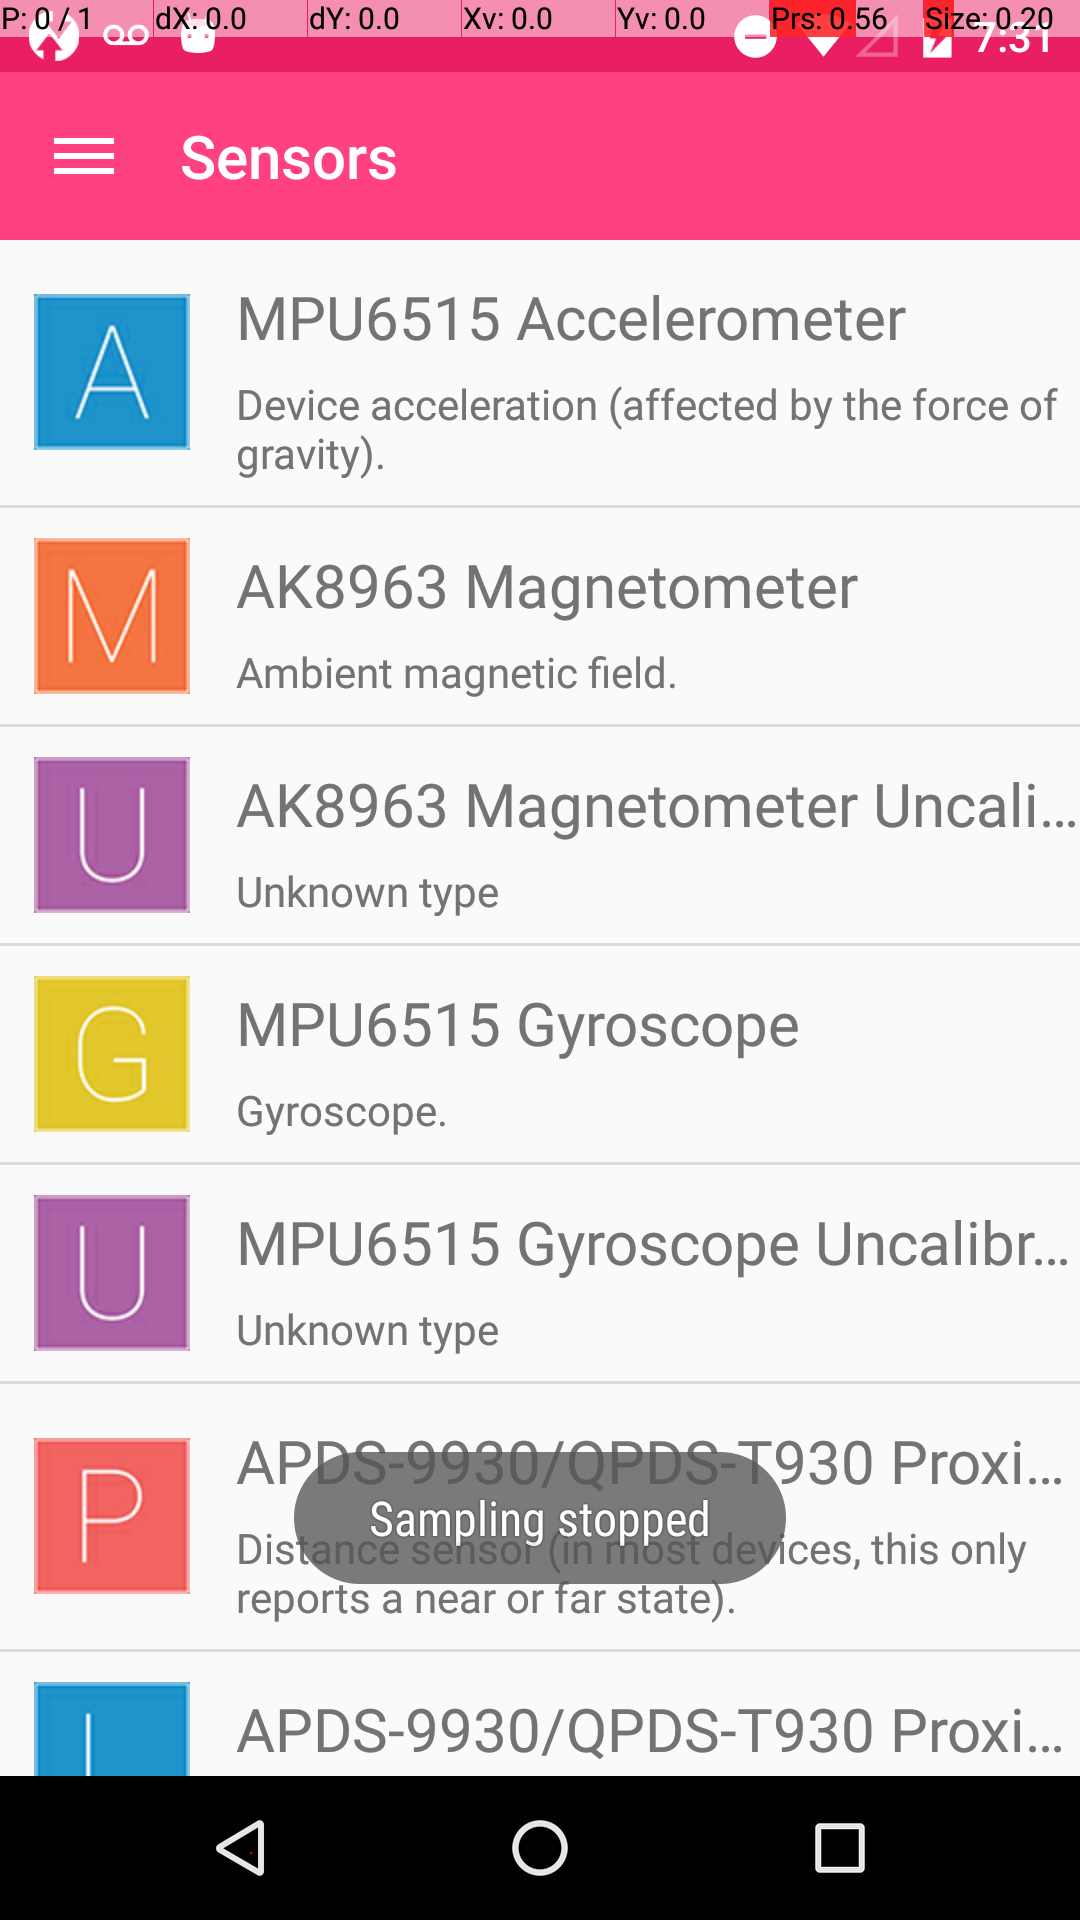 P: 0 / 1 dX: 0.0 dY: 0.0 Xv: 0.0 Yv: 0.0 Prs: 0.56 Size: 0.20
7:31
Sensors
A
MPU6515 Accelerometer
Device acceleration (affected by the force of
gravity).
M
AK8963 Magnetometer
Ambient magnetic field.
U
AK8963 Magnetometer Uncali...
Unknown type
G
MPU6515 Gyroscope
Gyroscope.
U
MPU6515 Gyroscope Uncalibr...
Unknown type
P
APDS-9930/QPDS-T930 Proxi...
Distance sensor (in most devices, this only
reports a near or far state).
Sampling stopped
APDS-9930/QPDS-T930 Proxi...